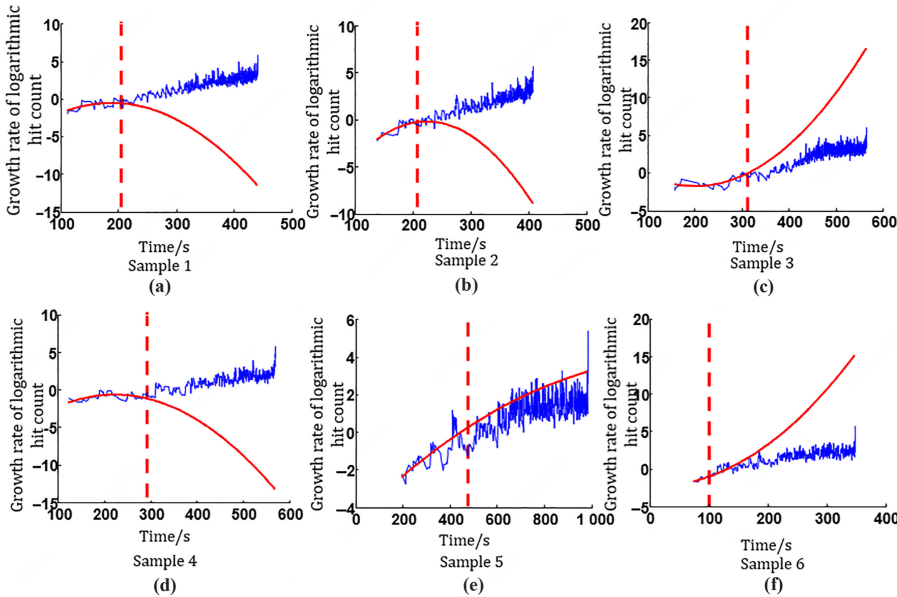 Growth rate of logarithmic
hit count
10
5
0
−5
−10
−15
100 200 300 400 500
Time/s
Sample 1
(a)
Growth rate of logarithmic
hit count
10
5
0
−5
−10
100 200 300 400 500
Time/s
Sample 2
(b)
Growth rate of logarithmic
hit count
20
15
10
5
0
−5
100 200 300 400 500 600
Time/s
Sample 3
(c)
Growth rate of logarithmic
hit count
10
5
0
−5
−10
−15
100 200 300 400 500 600
Time/s
Sample 4
(d)
Growth rate of logarithmic
hit count
6
4
2
0
−2
−4
0 200 400 600 800 1 000
Time/s
Sample 5
(e)
Growth rate of logarithmic
hit count
20
15
10
5
0
−5
0 100 200 300 400
Time/s
Sample 6
(f)